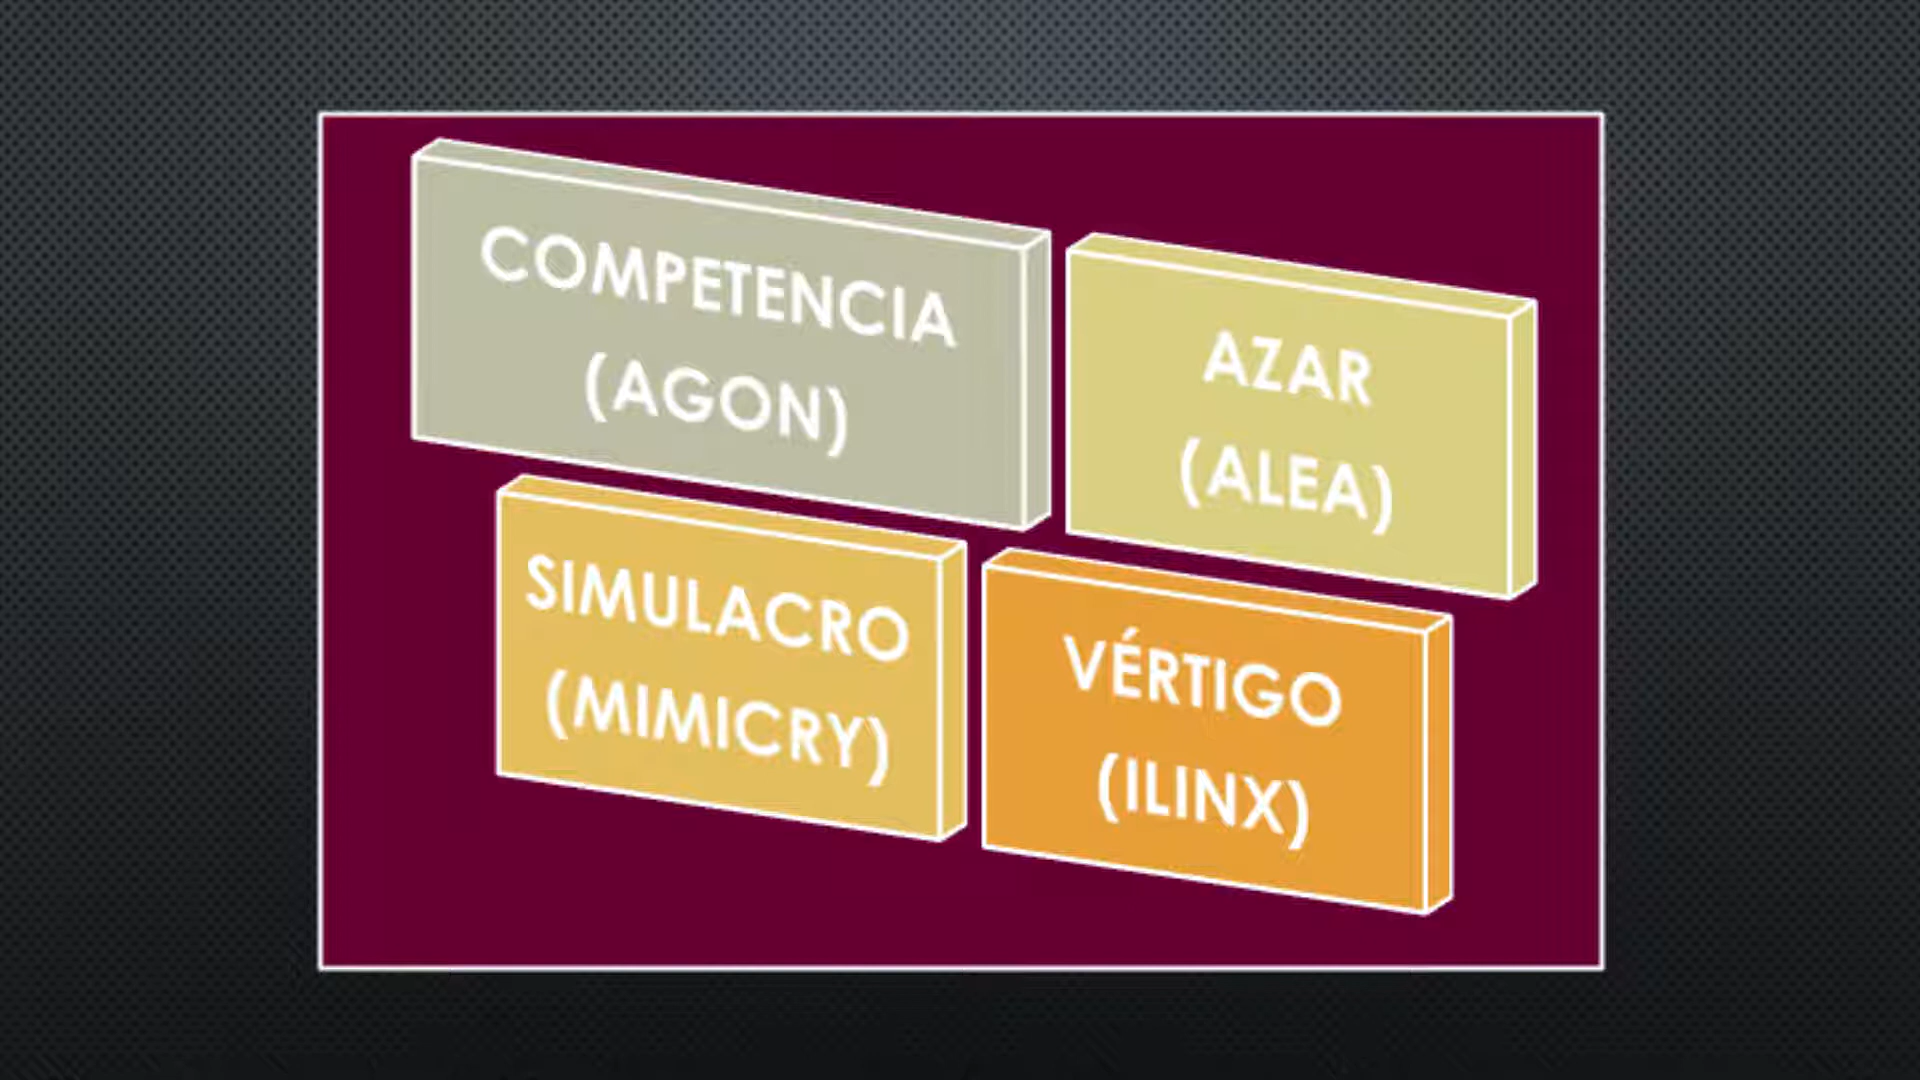 COMPETENCIA
(AGON)
AZAR
(ALEA)
SIMULACRO
(MIMICRY)
VÉRTIGO
(ILINX)